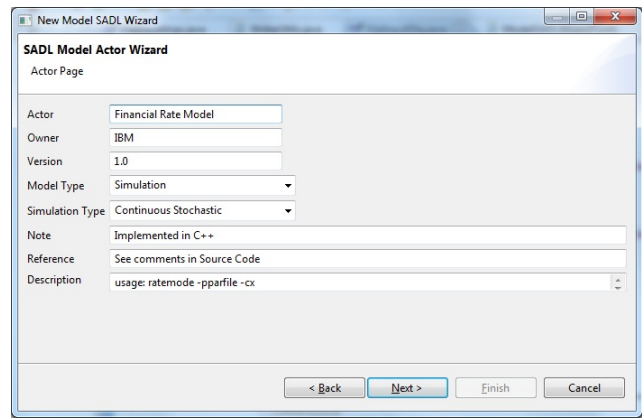 New Model SADL Wizard
SADL Model Actor Wizard
Actor Page
Actor Financial Rate Model
Owner IBM
Version 1.0
Model Type Simulation
Simulation Type Continuous Stochastic
Note Implemented in C++
Reference See comments in Source Code
Description usage: ratemode -pparfile -cx
< Back Next > Finish Cancel